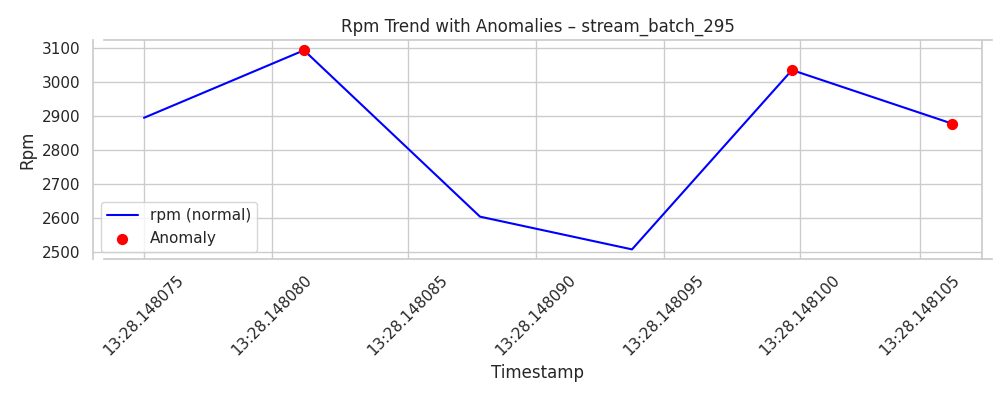 Rpm Trend with Anomalies – stream_batch_295
Rpm
3100
3000
2900
2800
2700
2600
2500
rpm (normal)
Anomaly
13:28.148075
13:28.148080
13:28.148085
13:28.148090
13:28.148095
13:28.148100
13:28.148105
Timestamp